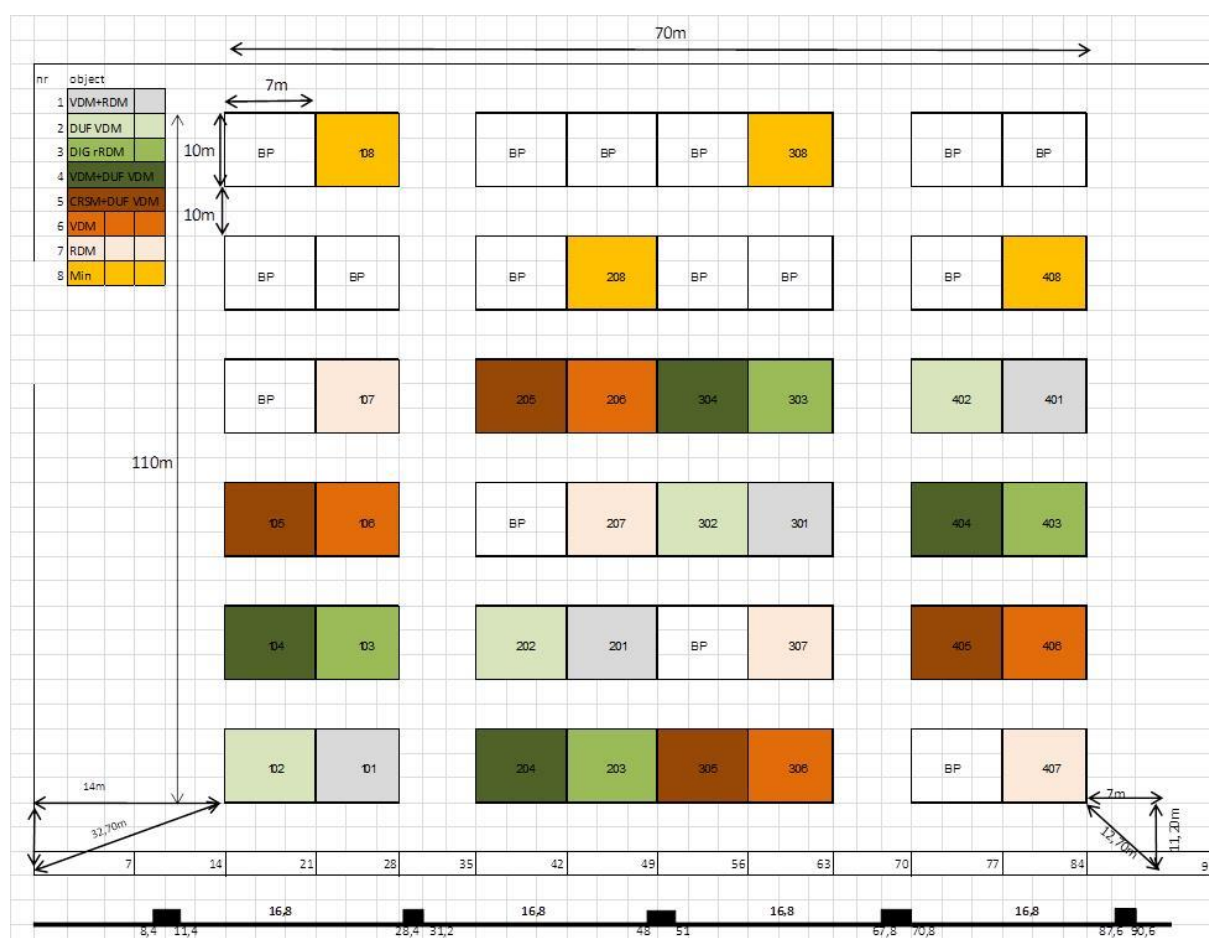 70m
nr object
1 VDM+RDM
7m
2 DUF VDM
3 DIG rRDM
10m
BP 108 BP BP BP 308 BP BP
4 VDM+DUF VDM
5 CRSM+DUF VDM
10m
6 VDM
7 RDM
8 Min
BP BP BP 208 BP BP BP 408
BP 107 205 206 304 303 402 401
110m
105 106 BP 207 302 301 404 403
104 103 202 201 BP 307 405 406
102 101 204 203 305 306 BP 407
14m
7m
32,70m
12,70m
11,20m
7 14 21 28 35 42 49 56 63 70 77 84 9
16,8 16,8 16,8 16,8
8,4 11,4 28,4 31,2 48 51 67,8 70,8 87,6 90,6